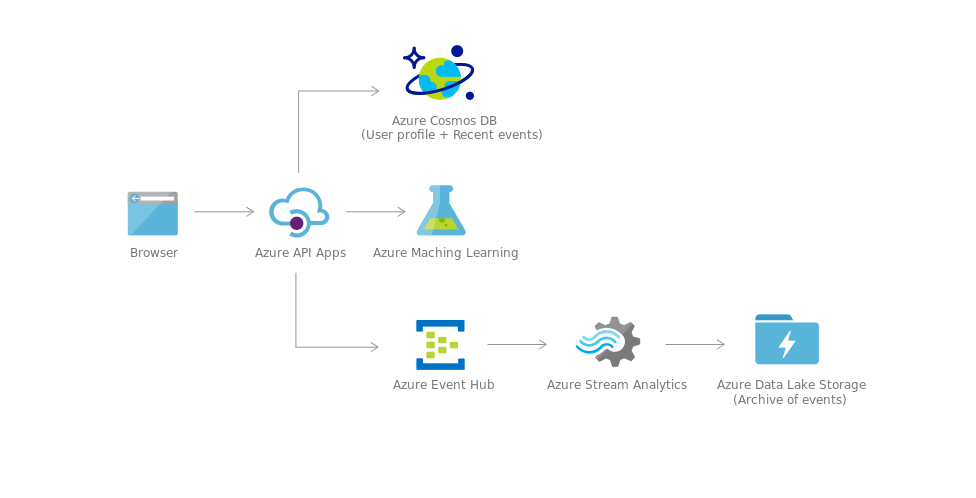 Azure Cosmos DB
(User profile + Recent events)
Browser
Azure API Apps
Azure Maching Learning
Azure Event Hub
Azure Stream Analytics
Azure Data Lake Storage
(Archive of events)